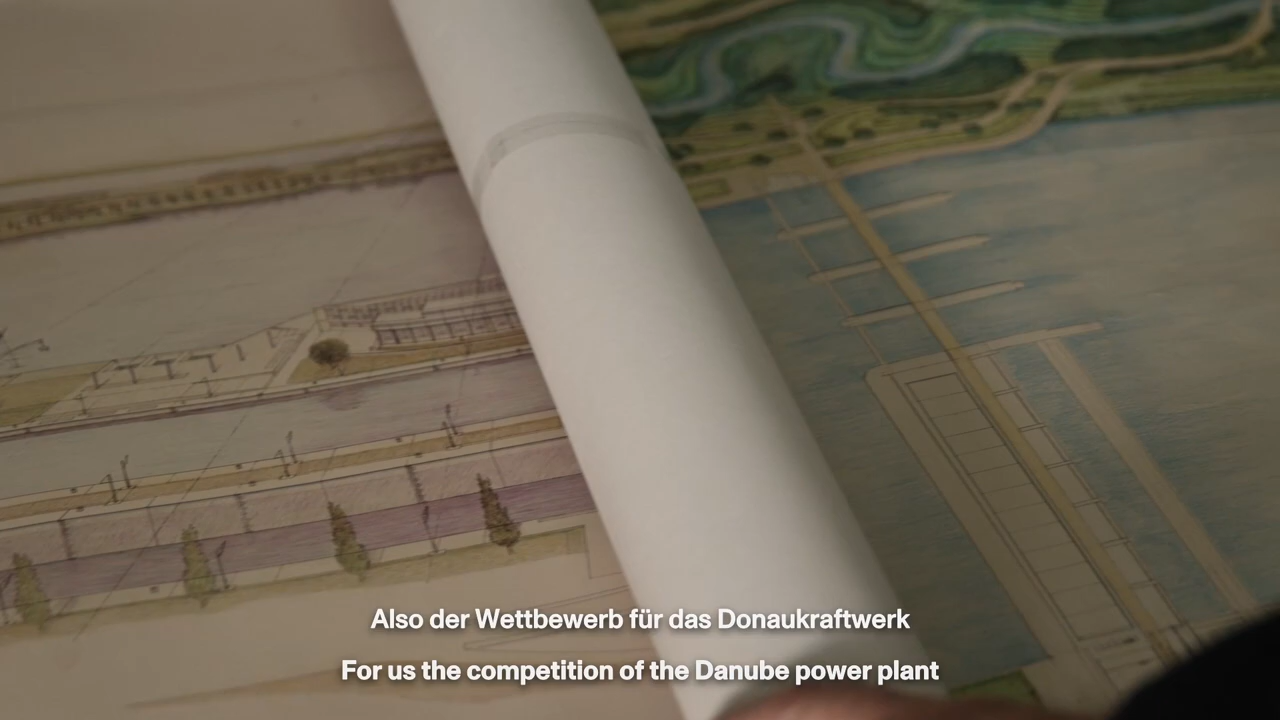 Also der Wettbewerb für das Donaukraftwerk
For us the competition of the Danube power plant